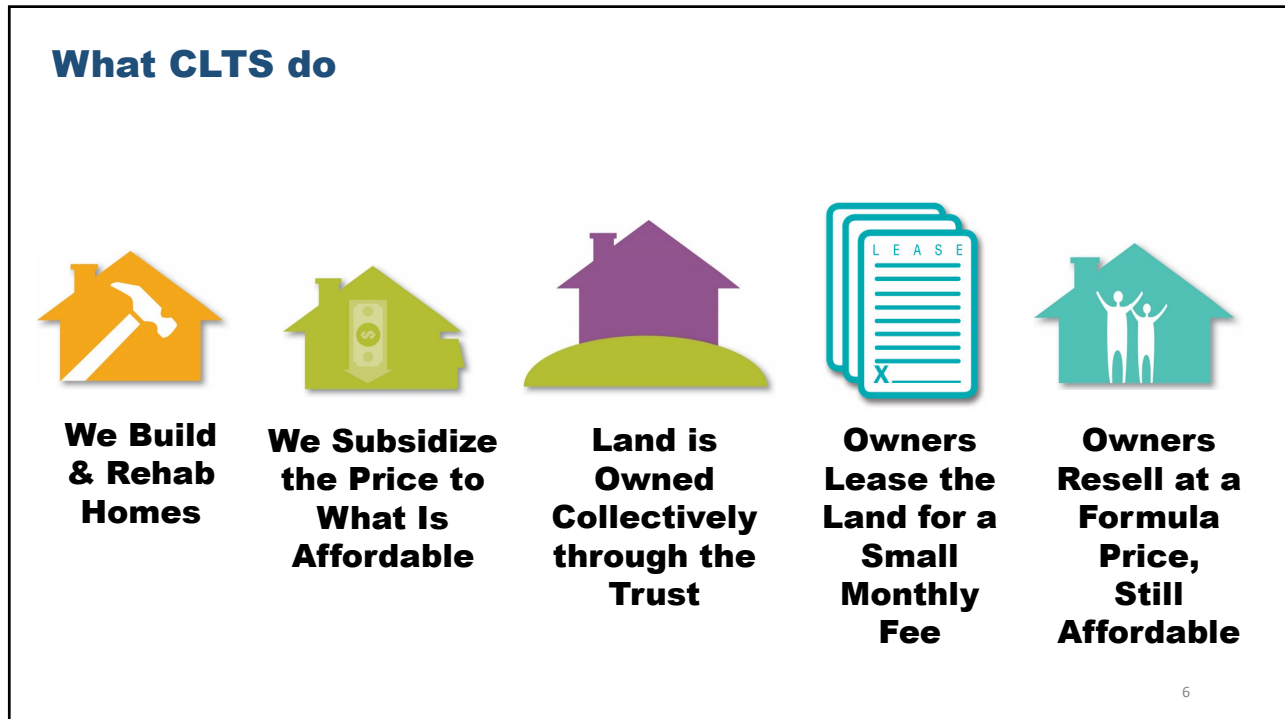 What CLTS do
$
L E A S E
X
We Build
& Rehab
Homes
We Subsidize
the Price to
What Is
Affordable
Land is
Owned
Collectively
through the
Trust
Owners
Lease the
Land for a
Small
Monthly
Fee
Owners
Resell at a
Formula
Price,
Still
Affordable
6